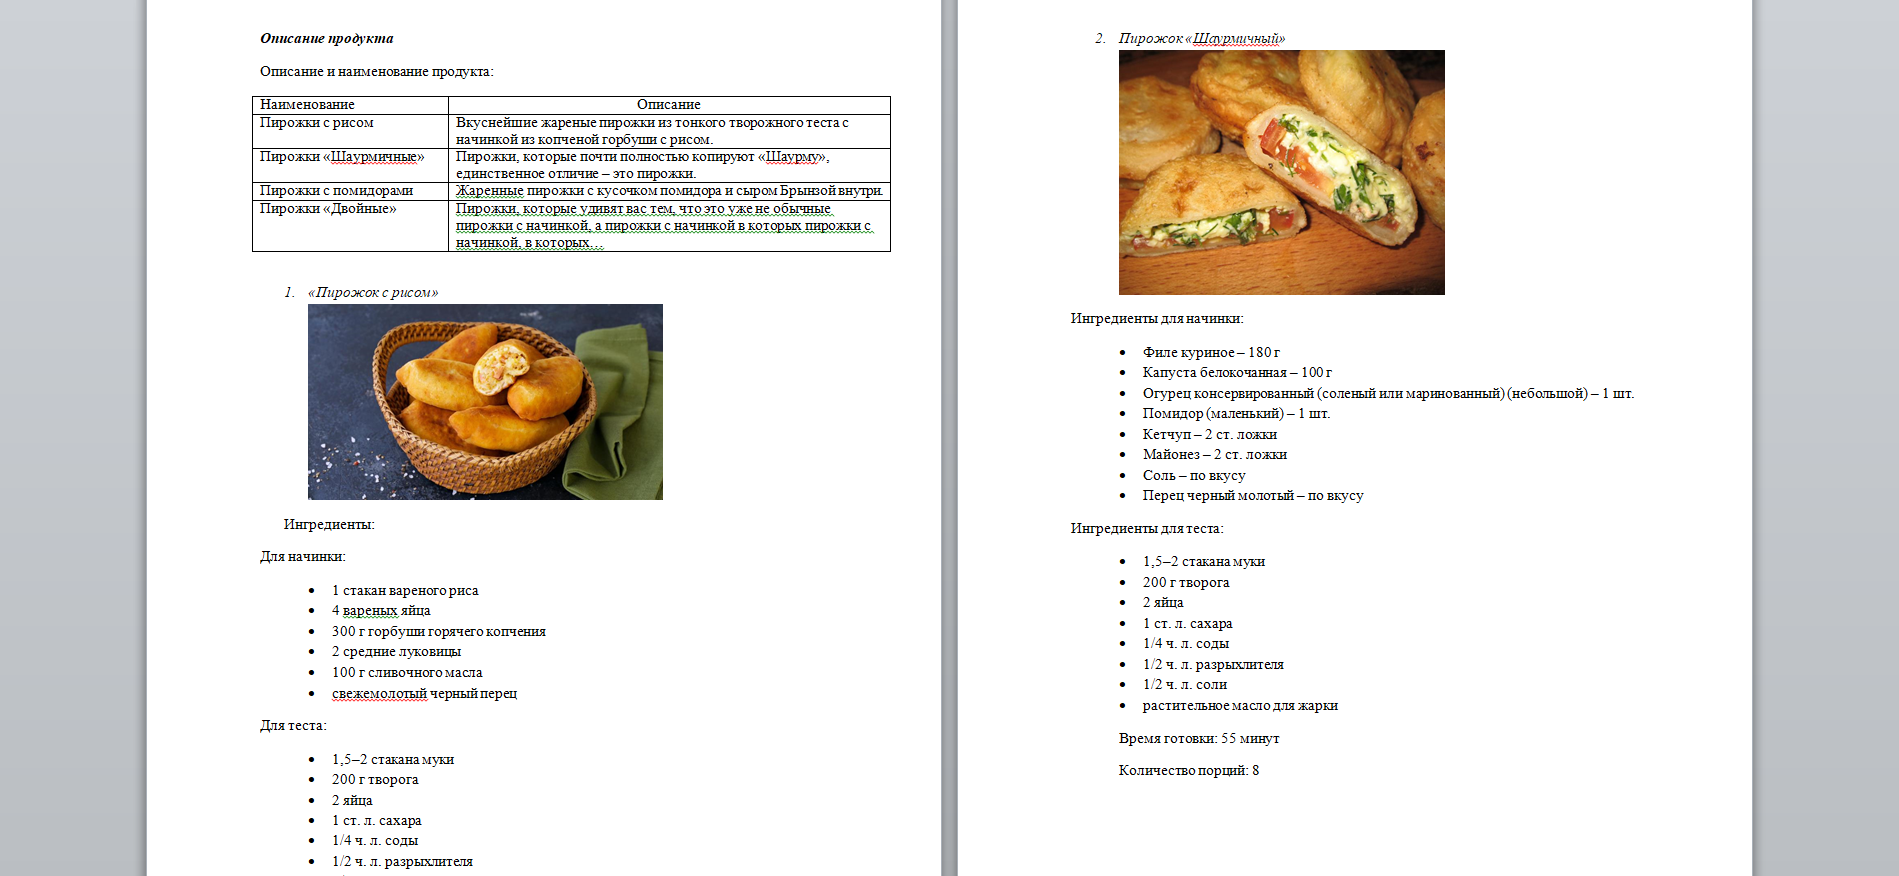 Описание продукта
Описание и наименование продукта:
Наименование Описание
Пирожки с рисом Вкуснейшие жареные пирожки из тонкого творожного теста с
начинкой из копченой горбуши с рисом.
Пирожки «Шаурмичные» Пирожки, которые почти полностью копируют «Шаурму»,
единственное отличие – это пирожки.
Пирожки с помидорами Жаренные пирожки с кусочком помидора и сыром Брынзой внутри.
Пирожки «Двойные» Пирожки, которые удивят вас тем, что это уже не обычные
пирожки с начинкой, а пирожки с начинкой в которых пирожки с
начинкой, в которых…
1. «Пирожок с рисом»
Ингредиенты:
Для начинки:
• 1 стакан вареного риса
• 4 вареных яйца
• 300 г горбуши горячего копчения
• 2 средние луковицы
• 100 г сливочного масла
• свежемолотый черный перец
Для теста:
• 1,5–2 стакана муки
• 200 г творога
• 2 яйца
• 1 ст. л. сахара
• 1/4 ч. л. соды
• 1/2 ч. л. разрыхлителя
2. Пирожок «Шаурмичный»
Ингредиенты для начинки:
• Филе куриное – 180 г
• Капуста белокочанная – 100 г
• Огурец консервированный (соленый или маринованный) (небольшой) – 1 шт.
• Помидор (маленький) – 1 шт.
• Кетчуп – 2 ст. ложки
• Майонез – 2 ст. ложки
• Соль – по вкусу
• Перец черный молотый – по вкусу
Ингредиенты для теста:
• 1,5–2 стакана муки
• 200 г творога
• 2 яйца
• 1 ст. л. сахара
• 1/4 ч. л. соды
• 1/2 ч. л. разрыхлителя
• 1/2 ч. л. соли
• растительное масло для жарки
Время готовки: 55 минут
Количество порций: 8